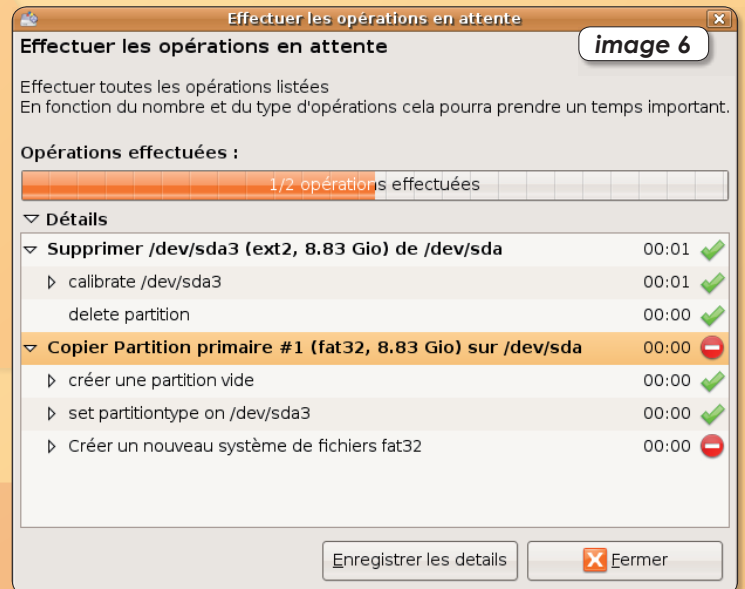 Effectuer les opérations en attente
Effectuer les opérations en attente
image 6
Effectuer toutes les opérations listées
En fonction du nombre et du type d'opérations cela pourra prendre un temps important.
Opérations effectuées :
1/2 opérations effectuées
Détails
Supprimer /dev/sda3 (ext2, 8.83 Gio) de /dev/sda 00:01
calibrate /dev/sda3 00:01
delete partition 00:00
Copier Partition primaire #1 (fat32, 8.83 Gio) sur /dev/sda 00:00
créer une partition vide 00:00
set partitiontype on /dev/sda3 00:00
Créer un nouveau système de fichiers fat32 00:00
Enregistrer les details
Fermer